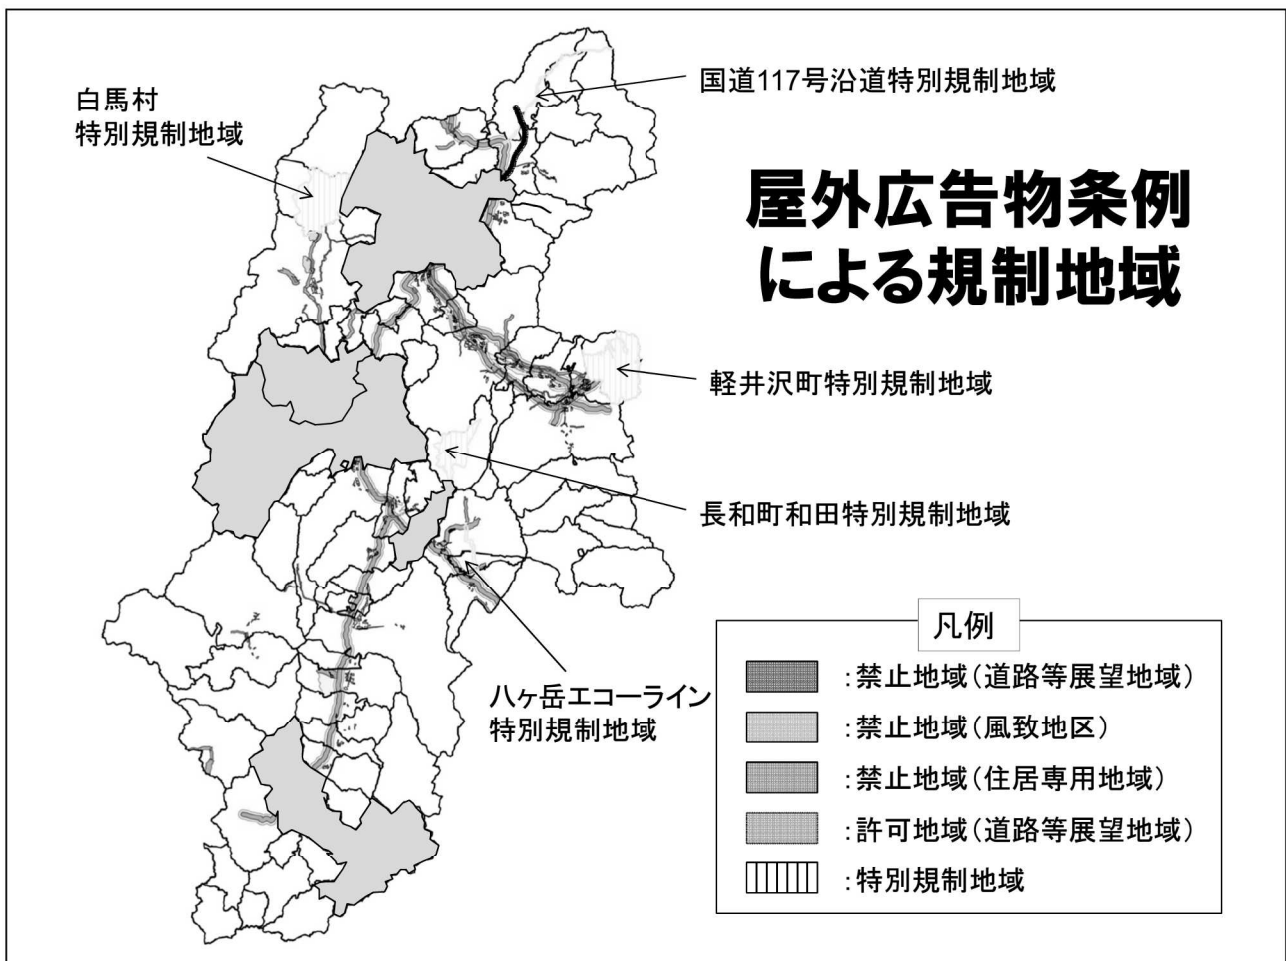 国道117号沿道特別規制地域
白馬村
特別規制地域
屋外広告物条例
による規制地域
軽井沢町特別規制地域
長和町和田特別規制地域
八ヶ岳エコーライン
特別規制地域
凡例
：禁止地域（道路等展望地域）
：禁止地域（風致地区）
：禁止地域（住居専用地域）
：許可地域（道路等展望地域）
：特別規制地域